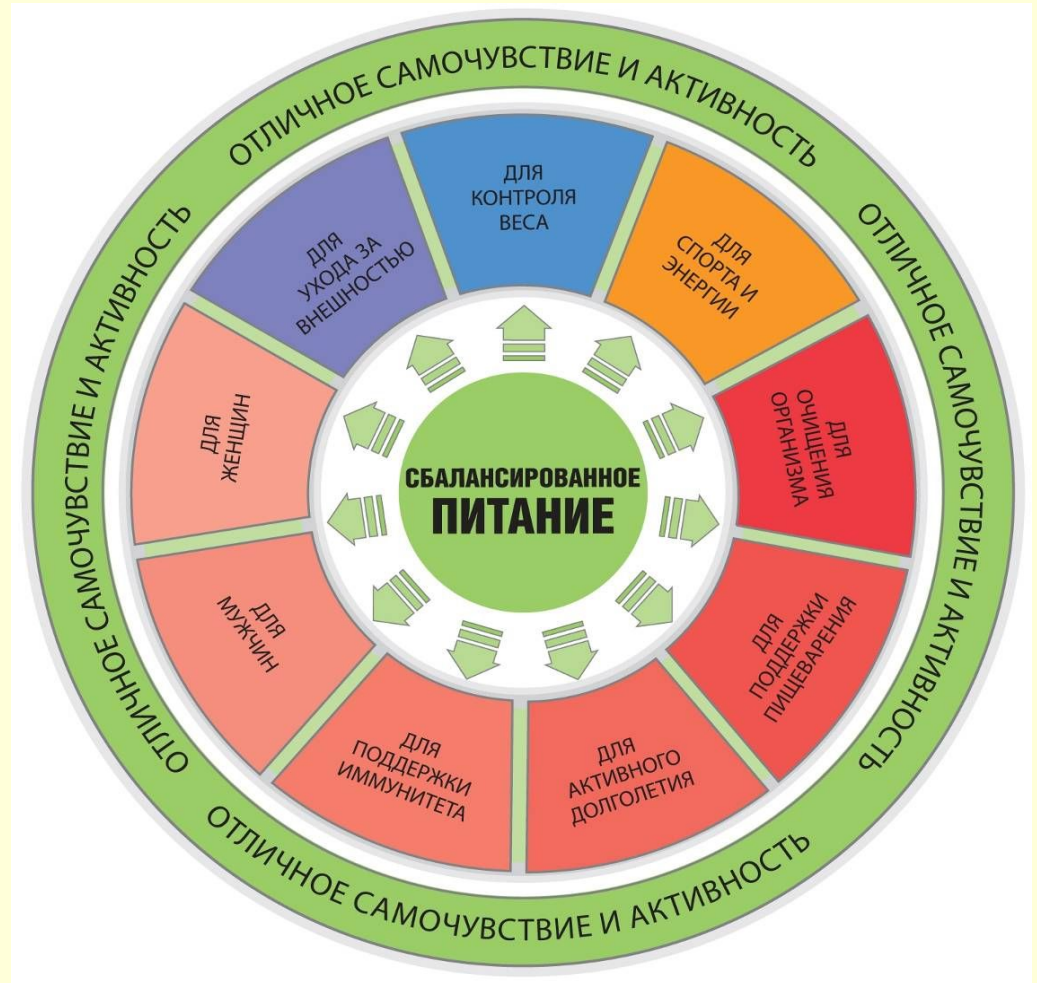 ОТЛИЧНОЕ САМОЧУВСТВИЕ И АКТИВНОСТЬ
ОТЛИЧНОЕ САМОЧУВСТВИЕ И АКТИВНОСТЬ
ОТЛИЧНОЕ САМОЧУВСТВИЕ И АКТИВНОСТЬ
ОТЛИЧНОЕ САМОЧУВСТВИЕ И АКТИВНОСТЬ
ДЛЯ
КОНТРОЛЯ
ВЕСА
ДЛЯ
СПОРТА И
ЭНЕРГИИ
ДЛЯ
ОЧИЩЕНИЯ
ОРГАНИЗМА
ДЛЯ
ПОДДЕРЖКИ
ПИЩЕВАРЕНИЯ
ДЛЯ
АКТИВНОГО
ДОЛГОЛЕТИЯ
ДЛЯ
ПОДДЕРЖКИ
ИММУНИТЕТА
ДЛЯ
МУЖЧИН
ДЛЯ
ЖЕНЩИН
ДЛЯ
УХОДА ЗА
ВНЕШНОСТЬЮ
СБАЛАНСИРОВАННОЕ
ПИТАНИЕ